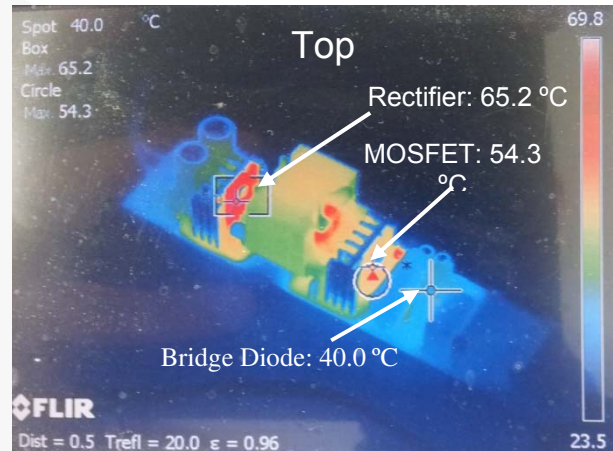 Spot 40.0 °C
Box
Max. 65.2
Circle
Max. 54.3
69.8
Top
Rectifier: 65.2 ºC
MOSFET: 54.3
ºC
Bridge Diode: 40.0 ºC
FLIR
Dist = 0.5 Trefl = 20.0 ε = 0.96
23.5